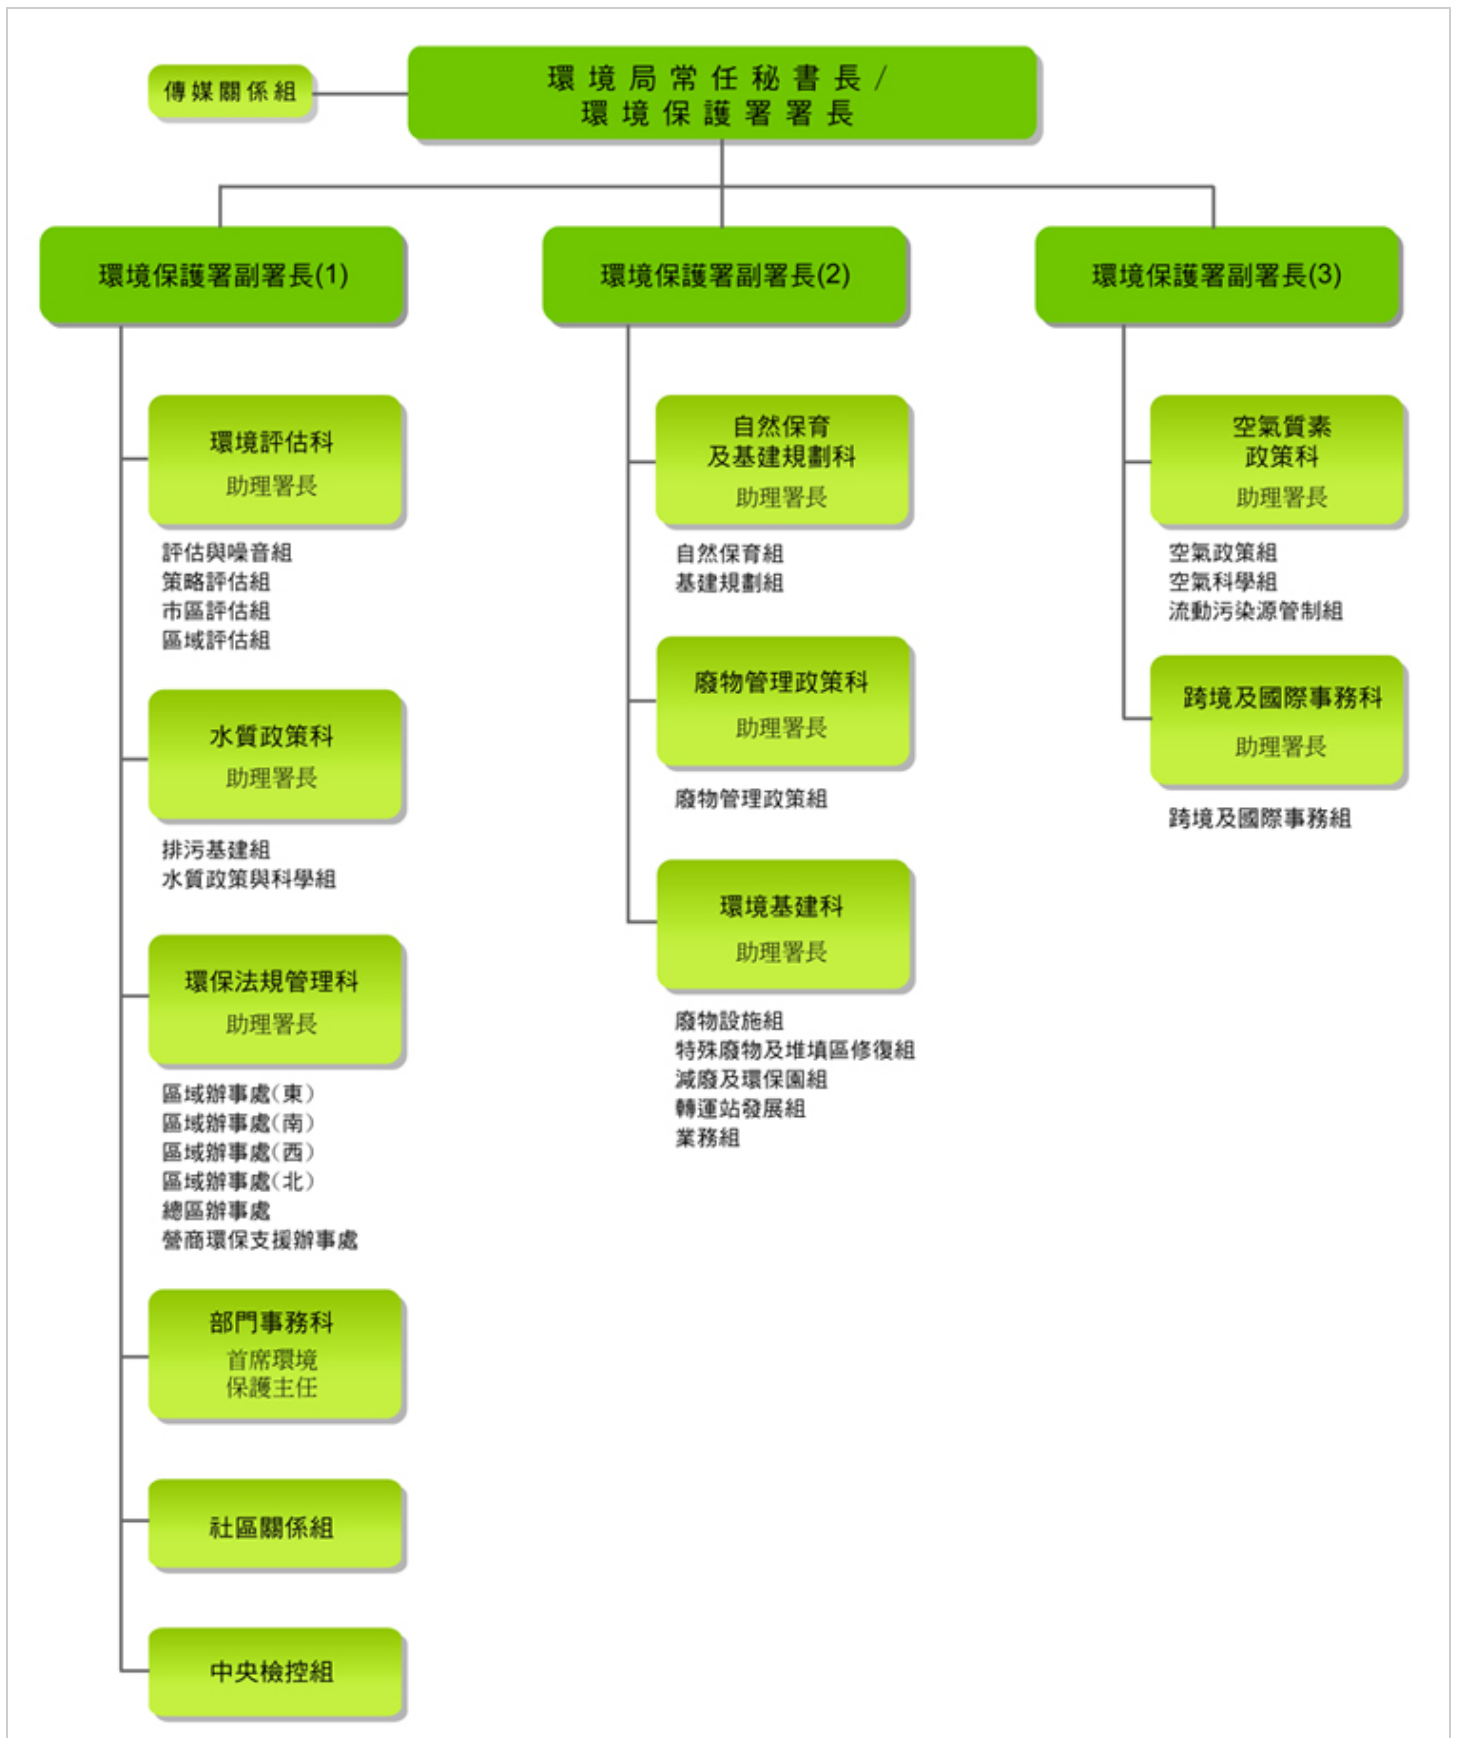 傳媒關係組
環境局常任秘書長/
環境保護署署長
環境保護署副署長(1)
環境評估科
助理署長
評估與噪音組
策略評估組
市區評估組
區域評估組
水質政策科
助理署長
排污基建組
水質政策與科學組
環保法規管理科
助理署長
區域辦事處(東)
區域辦事處(南)
區域辦事處(西)
區域辦事處(北)
總區辦事處
營商環保支援辦事處
部門事務科
首席環境
保護主任
社區關係組
中央檢控組
環境保護署副署長(2)
自然保育
及基建規劃科
助理署長
自然保育組
基建規劃組
廢物管理政策科
助理署長
廢物管理政策組
環境基建科
助理署長
廢物設施組
特殊廢物及堆填區修復組
減廢及環保園組
轉運站發展組
業務組
環境保護署副署長(3)
空氣質素
政策科
助理署長
空氣政策組
空氣科學組
流動污染源管制組
跨境及國際事務科
助理署長
跨境及國際事務組